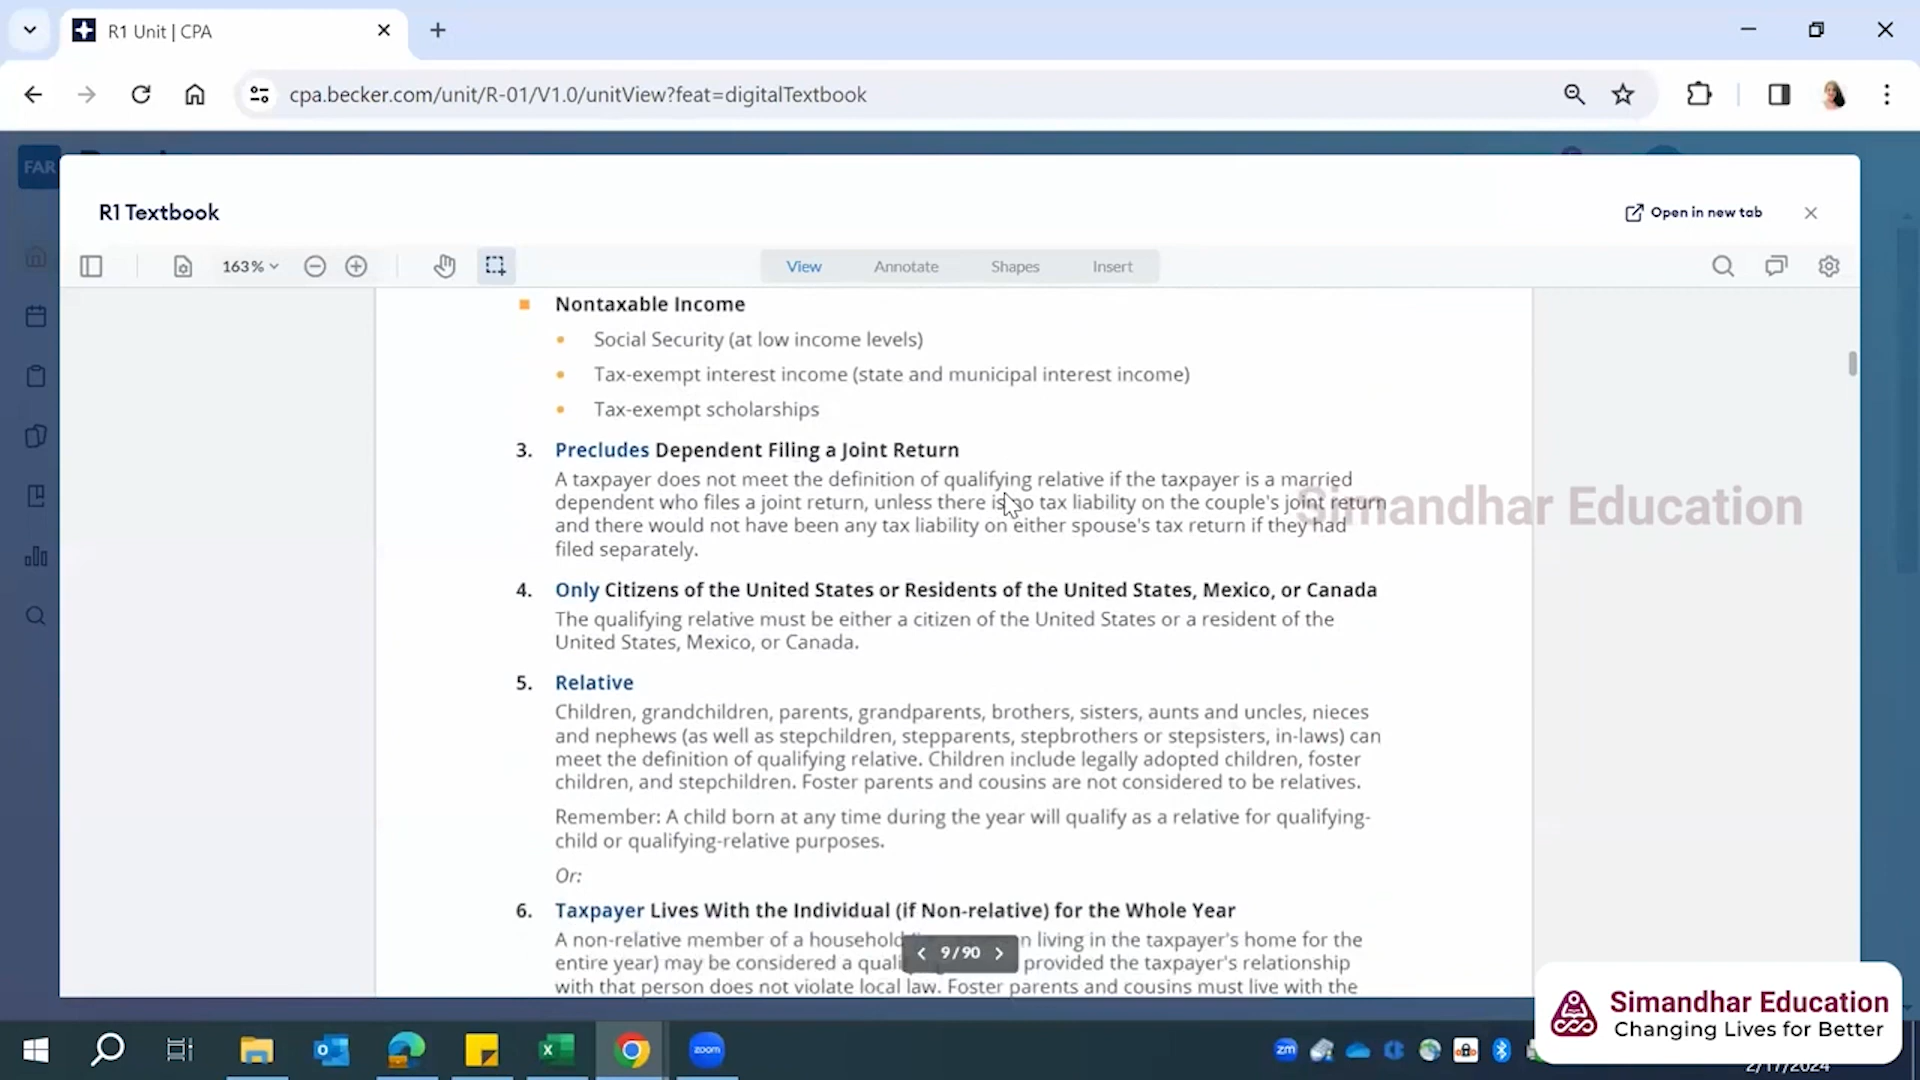 R1 Unit | CPA
cpa.becker.com/unit/R-01/V1.0/unitView?feat=digitalTextbook
FAR
R1 Textbook
Open in new tab
163%
View Annotate Shapes Insert
Nontaxable Income
Social Security (at low income levels)
Tax-exempt interest income (state and municipal interest income)
Tax-exempt scholarships
3. Precludes Dependent Filing a Joint Return
A taxpayer does not meet the definition of qualifying relative if the taxpayer is a married
dependent who files a joint return, unless there is no tax liability on the couple's joint return
and there would not have been any tax liability on either spouse's tax return if they had
filed separately.
Simandhar Education
4. Only Citizens of the United States or Residents of the United States, Mexico, or Canada
The qualifying relative must be either a citizen of the United States or a resident of the
United States, Mexico, or Canada.
5. Relative
Children, grandchildren, parents, grandparents, brothers, sisters, aunts and uncles, nieces
and nephews (as well as stepchildren, stepparents, stepbrothers or stepsisters, in-laws) can
meet the definition of qualifying relative. Children include legally adopted children, foster
children, and stepchildren. Foster parents and cousins are not considered to be relatives.
Remember: A child born at any time during the year will qualify as a relative for qualifying-
child or qualifying-relative purposes.
Or:
6. Taxpayer Lives With the Individual (if Non-relative) for the Whole Year
A non-relative member of a household living in the taxpayer's home for the
entire year) may be considered a provided the taxpayer's relationship
with that person does not violate local law. Foster parents and cousins must live with the
9/90
Simandhar Education
Changing Lives for Better
zoom
zm
2/17/2024